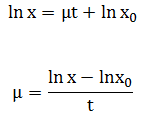 ln x = μt + ln x₀
μ = (ln x − lnx₀) / t